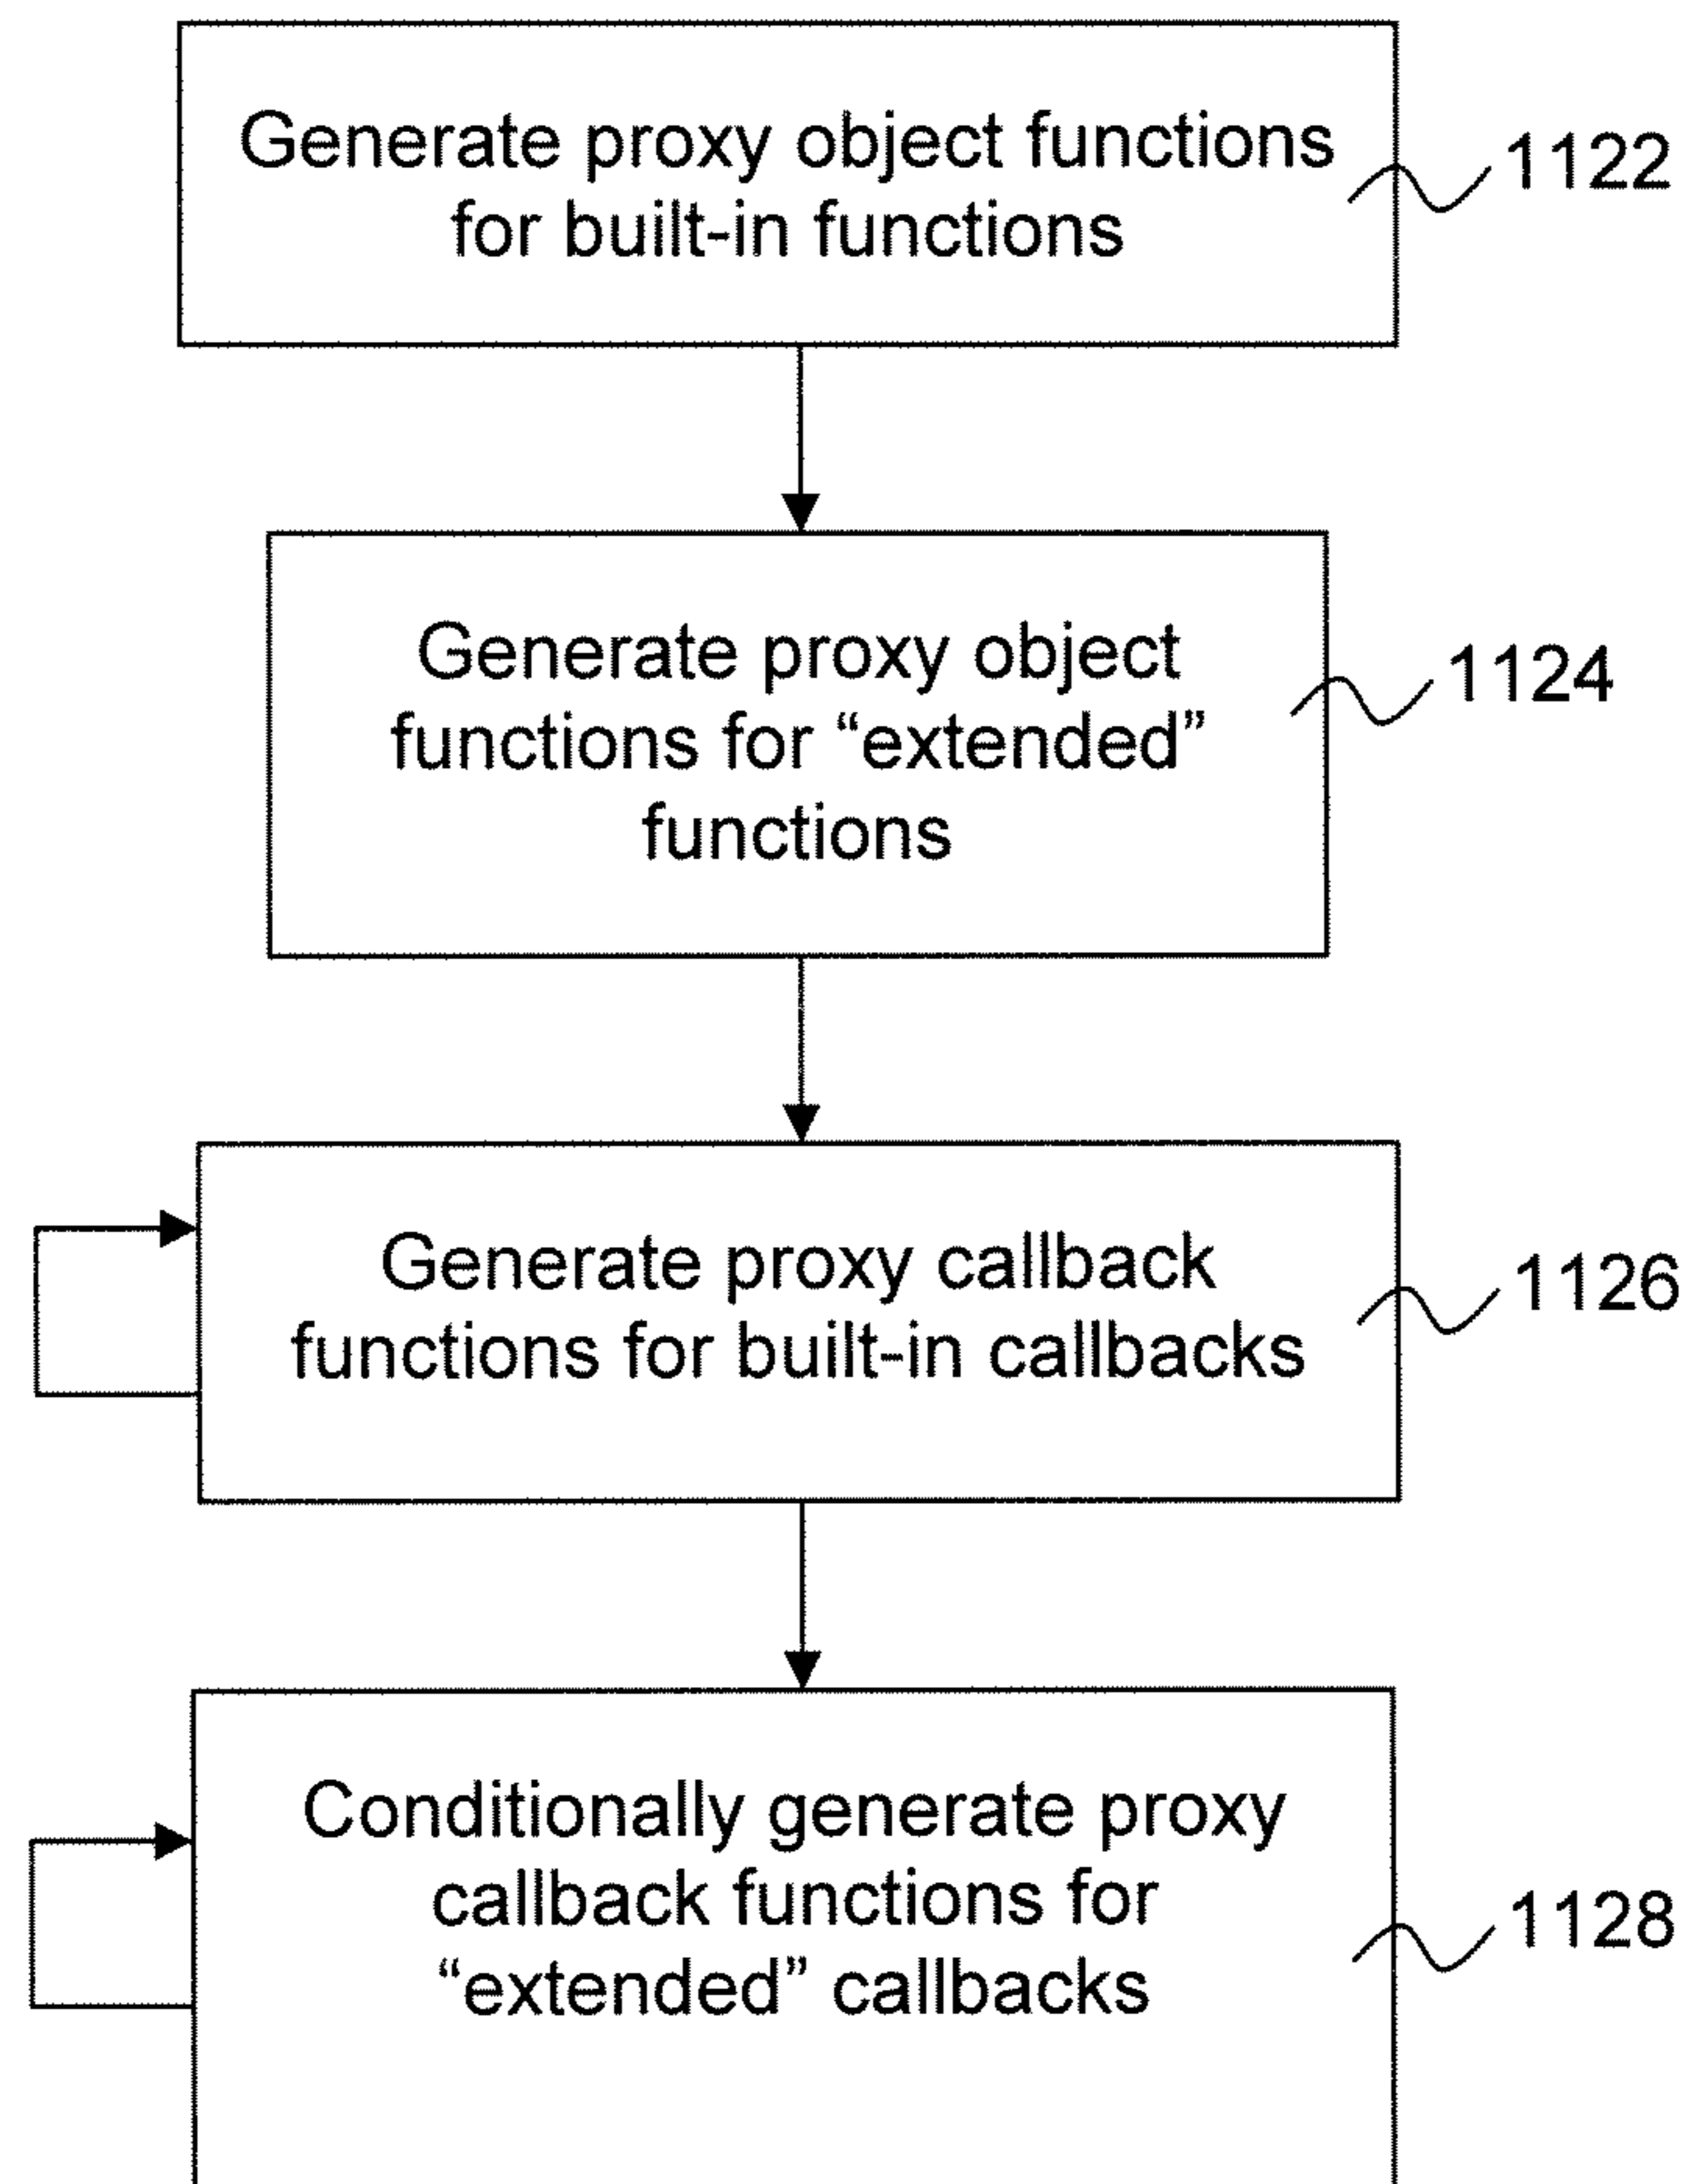 Generate proxy object functions
for built-in functions
1122
Generate proxy object
functions for “extended”
functions
1124
Generate proxy callback
functions for built-in callbacks
1126
Conditionally generate proxy
callback functions for
“extended” callbacks
1128